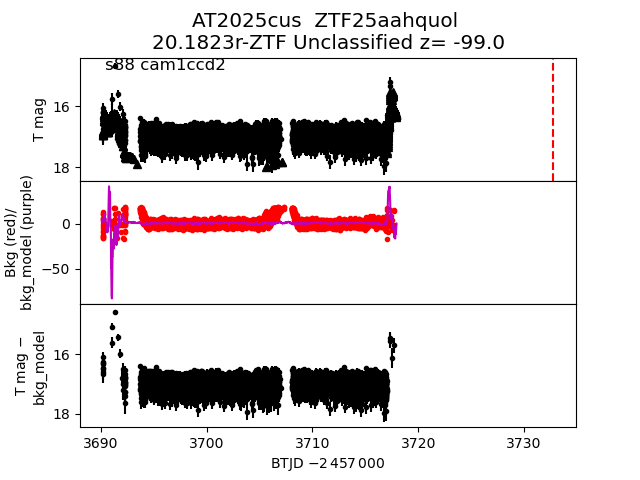 AT2025cus ZTF25aahquol
20.1823r-ZTF Unclassified z= -99.0
s88 cam1ccd2
T mag
16
18
Bkg (red)/
bkg_model (purple)
0
−50
T mag −
bkg_model
16
18
3690 3700 3710 3720 3730
BTJD −2 457 000